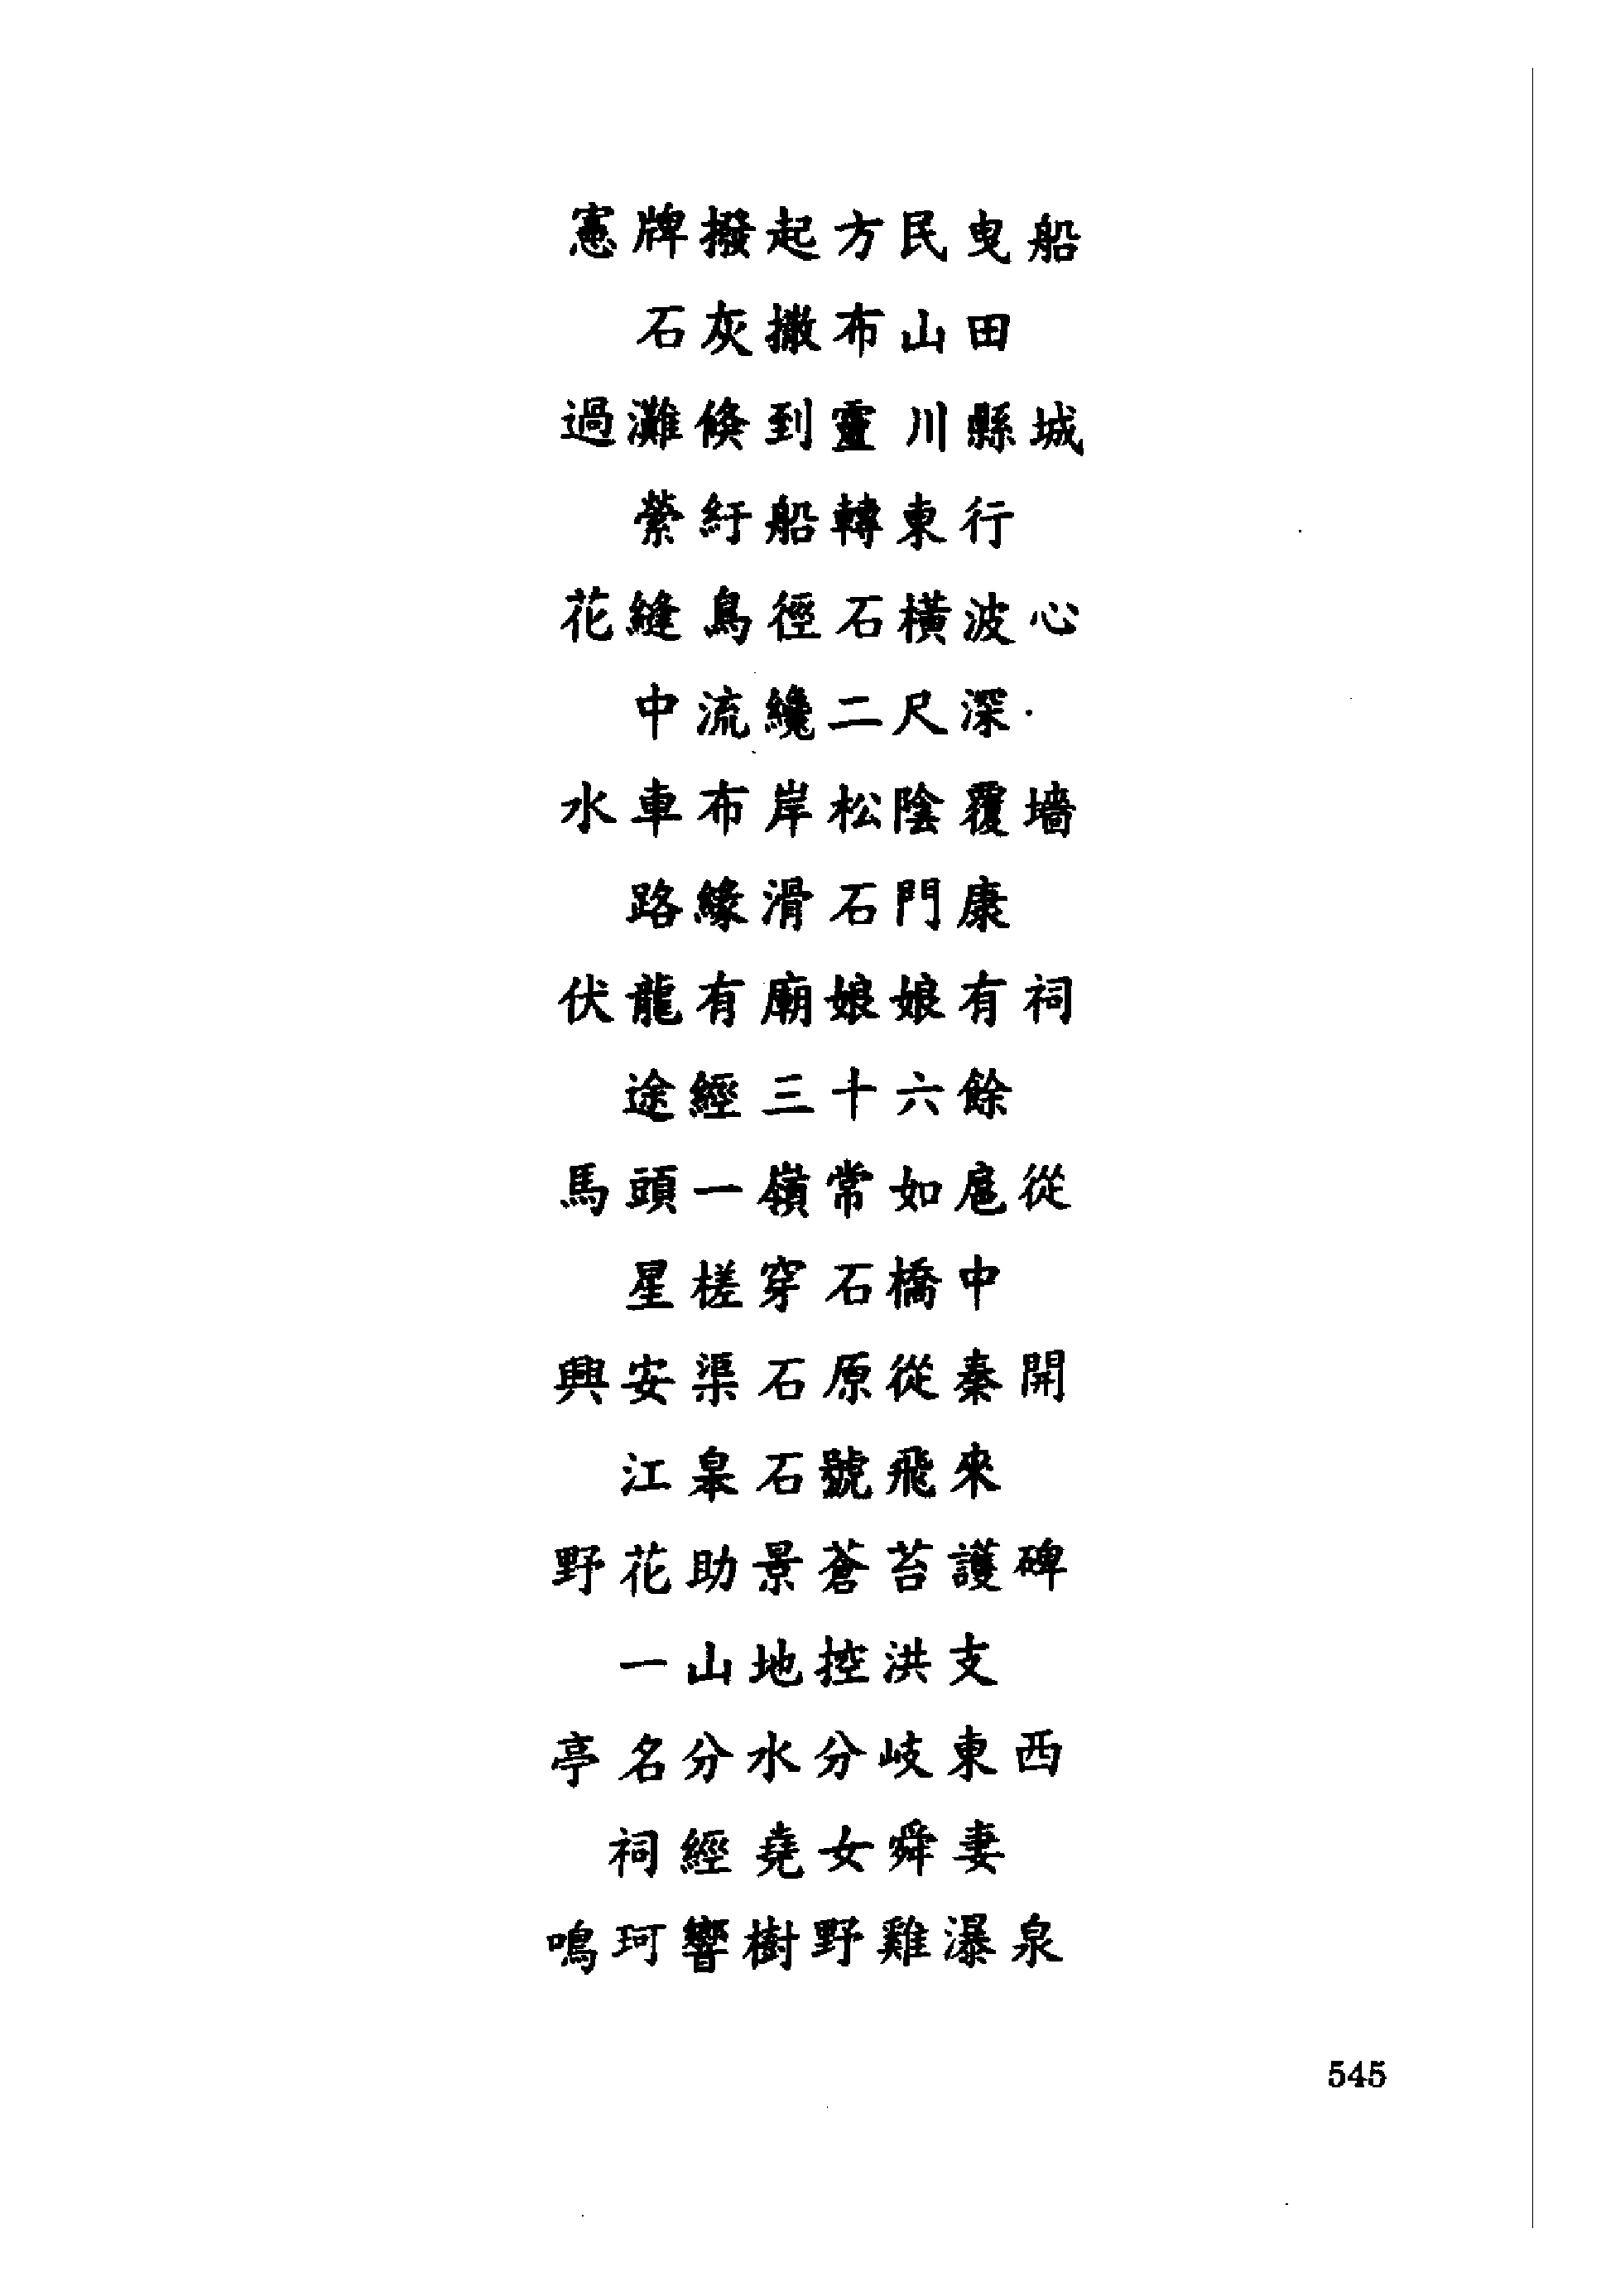 憲牌撥起方民曳船
石灰撒布山田
過灘倏到靈川縣城
縈紆船轉東行
花縫鳥徑石橫波心
中流纔二尺深
水車布岸松陰覆墻
路緣滑石門康
伏龍有廟娘娘有祠
途經三十六餘
馬頭一嶺常如扈從
星槎穿石橋中
興安渠石原從秦開
江臯石號飛來
野花助景蒼苔護碑
一山地控洪支
亭名分水分岐東西
祠經堯女舜妻
鳴珂響樹野雞瀑泉
545